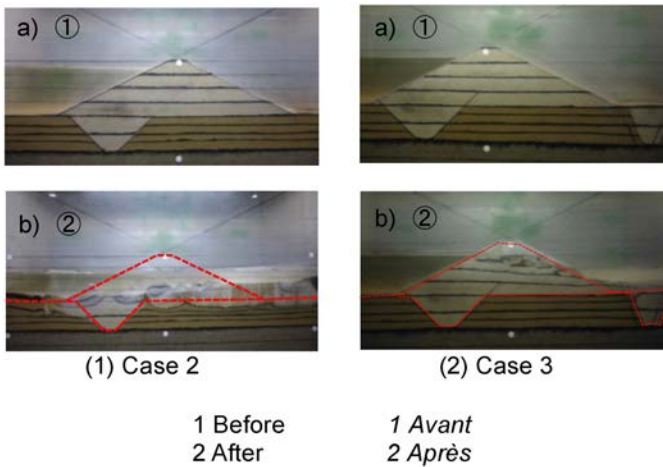 a) ① a) ①
b) ② b) ②
(1) Case 2 (2) Case 3
1 Before 1 Avant
2 After 2 Après